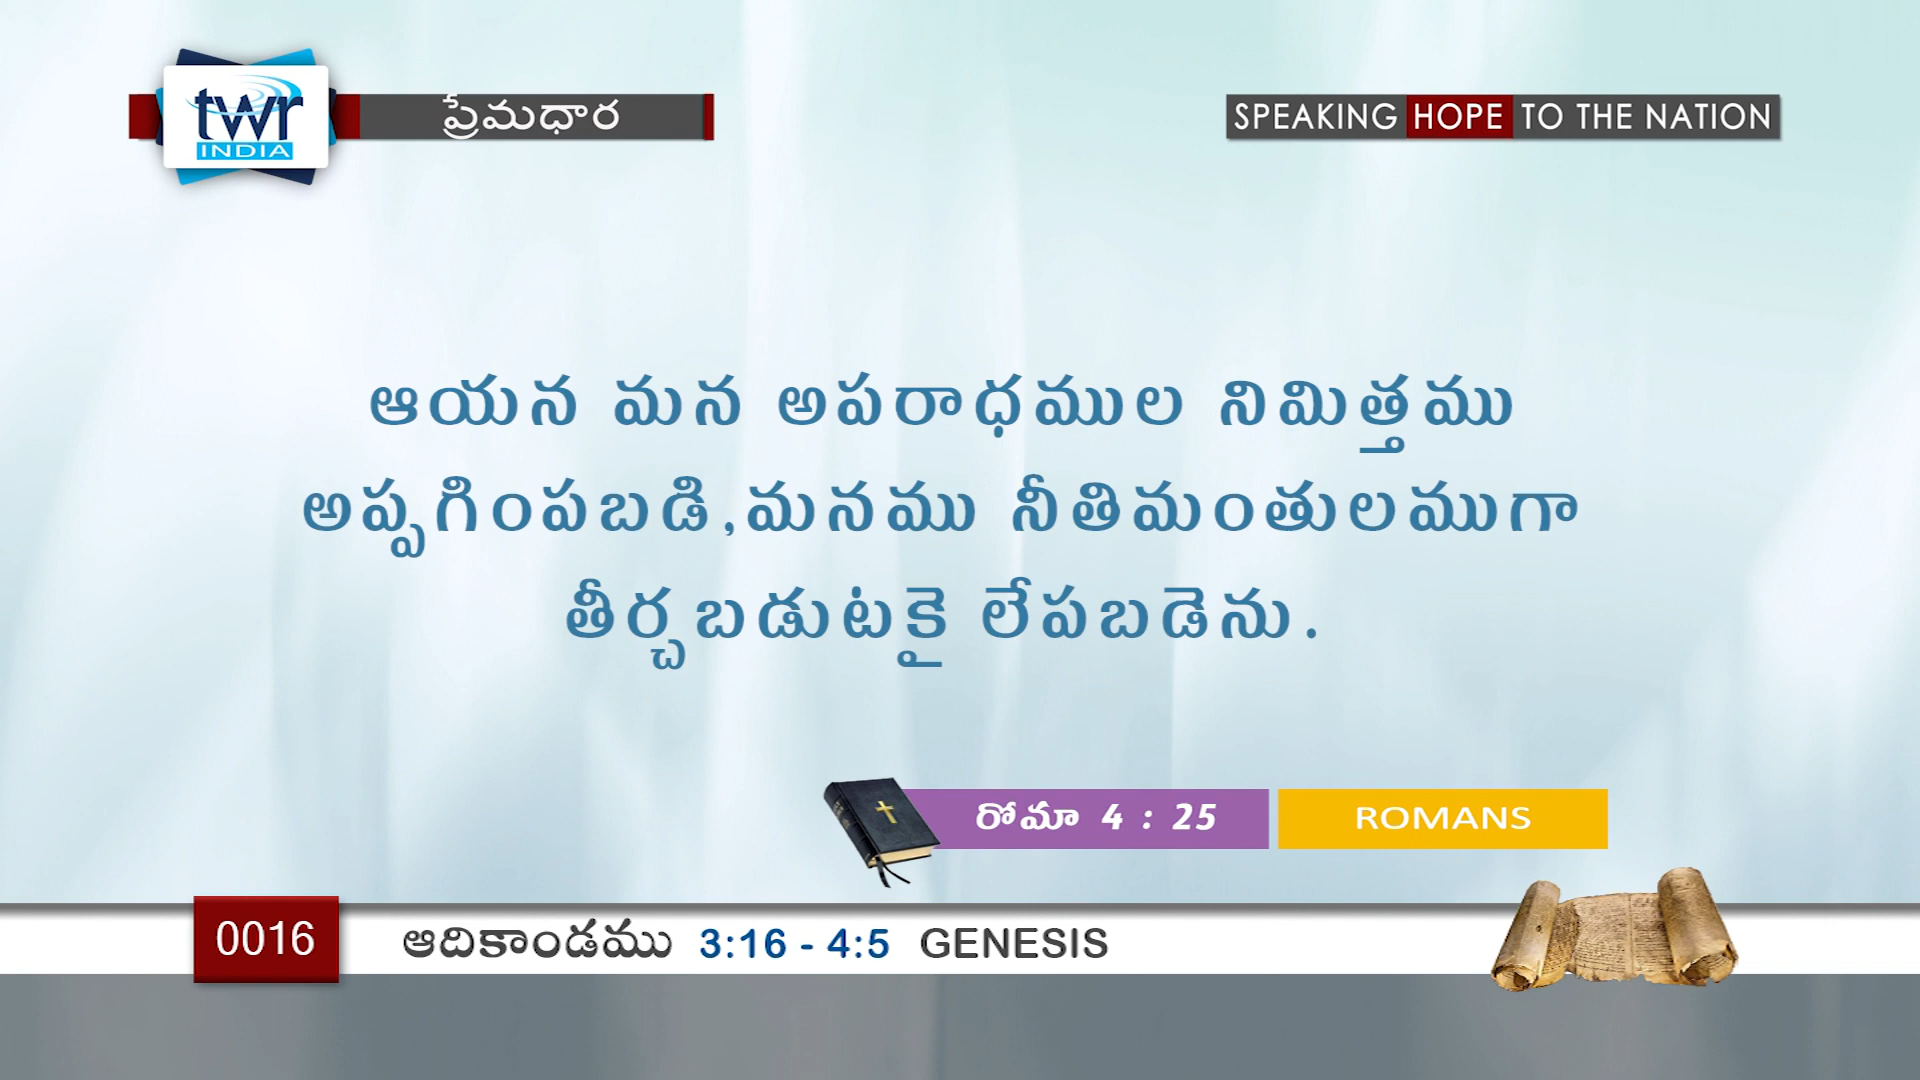 twr
INDIA
ప్రేమధార
SPEAKING HOPE TO THE NATION
ఆయన మన అపరాధముల నిమిత్తము
అప్పగింపబడి,మనము నీతిమంతులముగా
తీర్చబడుటకై లేపబడెను.
రోమా 4 : 25
ROMANS
0016
ఆదికాండము 3:16 - 4:5 GENESIS